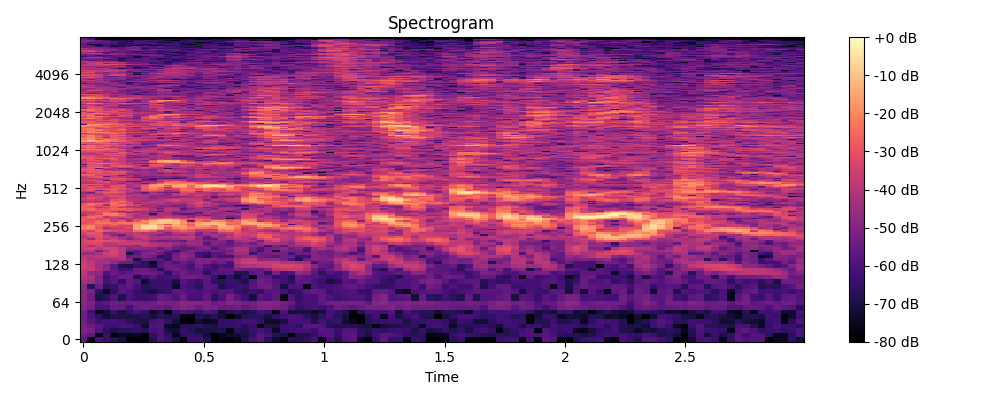 Spectrogram
Hz
4096
2048
1024
512
256
128
64
0
0
0.5
1
1.5
2
2.5
Time
+0 dB
-10 dB
-20 dB
-30 dB
-40 dB
-50 dB
-60 dB
-70 dB
-80 dB